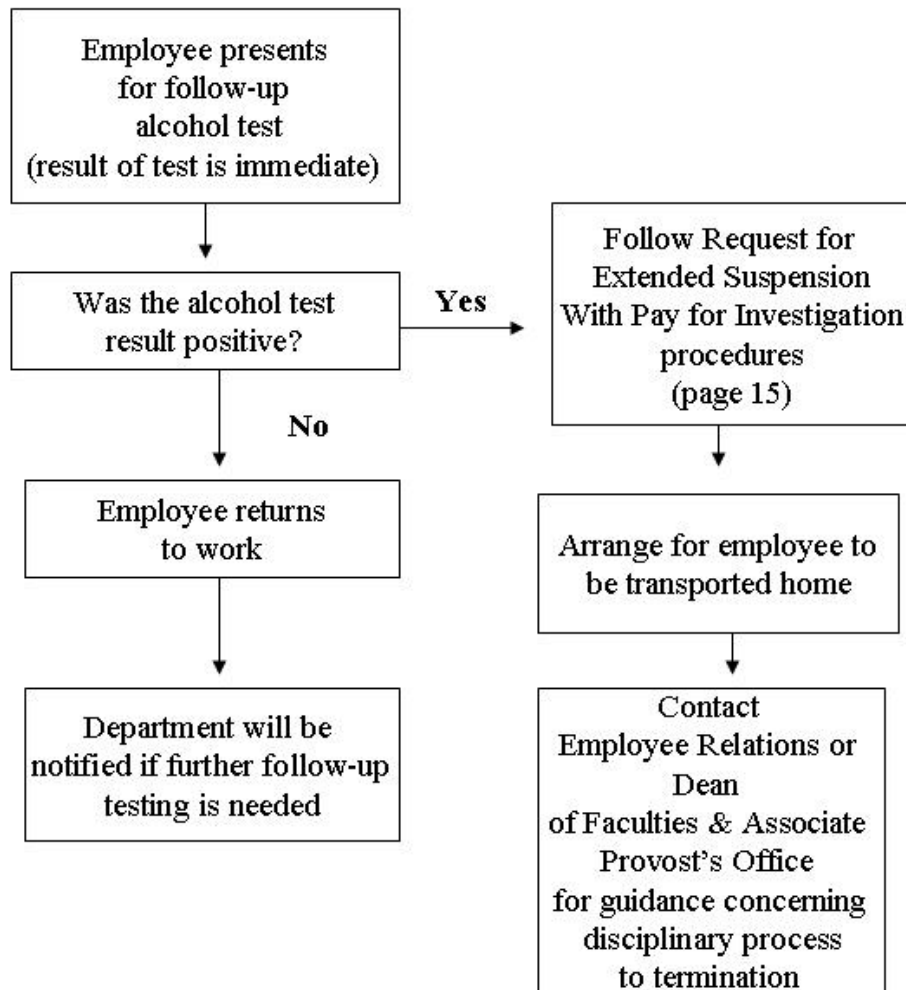 Employee presents
for follow-up
alcohol test
(result of test is immediate)
Was the alcohol test
result positive?
Yes
Follow Request for
Extended Suspension
With Pay for Investigation
procedures
(page 15)
No
Employee returns
to work
Arrange for employee to
be transported home
Department will be
notified if further follow-up
testing is needed
Contact
Employee Relations or
Dean
of Faculties & Associate
Provost's Office
for guidance concerning
disciplinary process
to termination